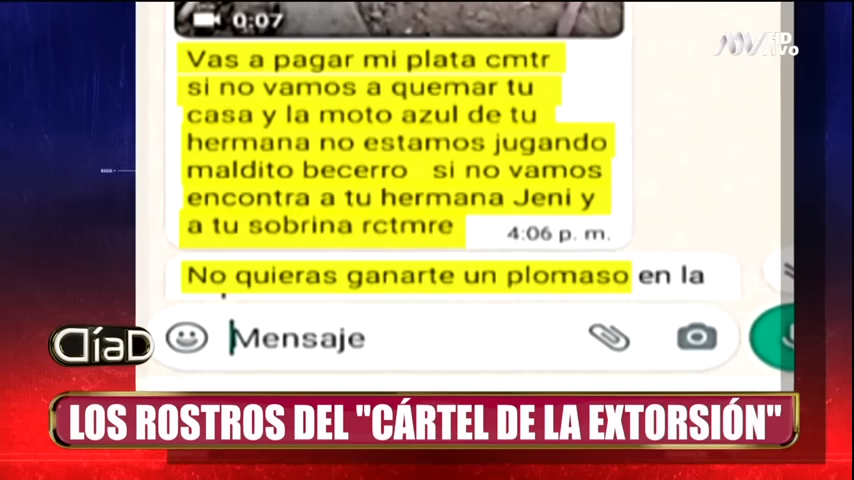 0:07
Vas a pagar mi plata cmtr
si no vamos a quemar tu
casa y la moto azul de tu
hermana no estamos jugando
maldito becerro si no vamos
encontra a tu hermana Jeni y
a tu sobrina rctmre
4:06 p. m.
No quieras ganarte un plomaso en la
Mensaje
DíaD
LOS ROSTROS DEL "CÁRTEL DE LA EXTORSIÓN"